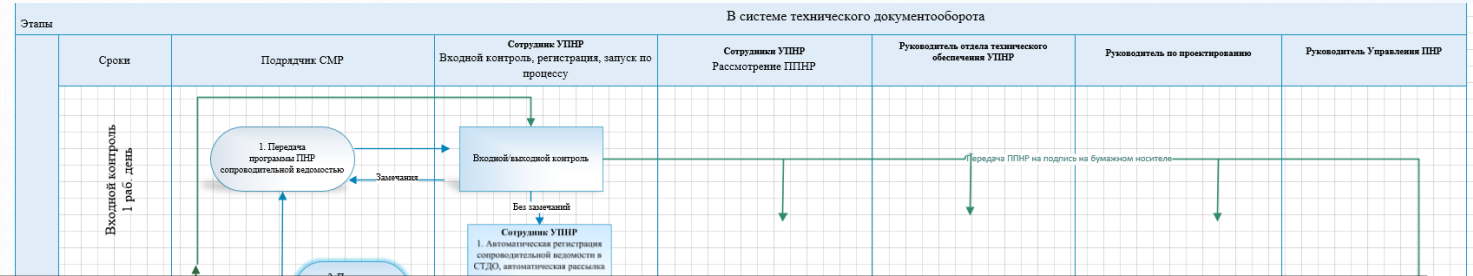 В системе технического документооборота
Этапы
Сроки
Подрядчик СМР
Сотрудник УПНР
Входной контроль, регистрация, запуск по
процессу
Сотрудники УПНР
Рассмотрение ППНР
Руководитель отдела технического
обеспечения УПНР
Руководитель по проектированию
Руководитель Управления ПНР
Входной контроль
1 раб. день
1. Передача
программы ПНР
сопроводительной ведомостью
Замечания
Входной/выходной контроль
Передача ППНР на подпись на бумажном носителе
Без замечаний
Сотрудник УПНР
1. Автоматическая регистрация
сопроводительной ведомости в
СТДО, автоматическая рассылка